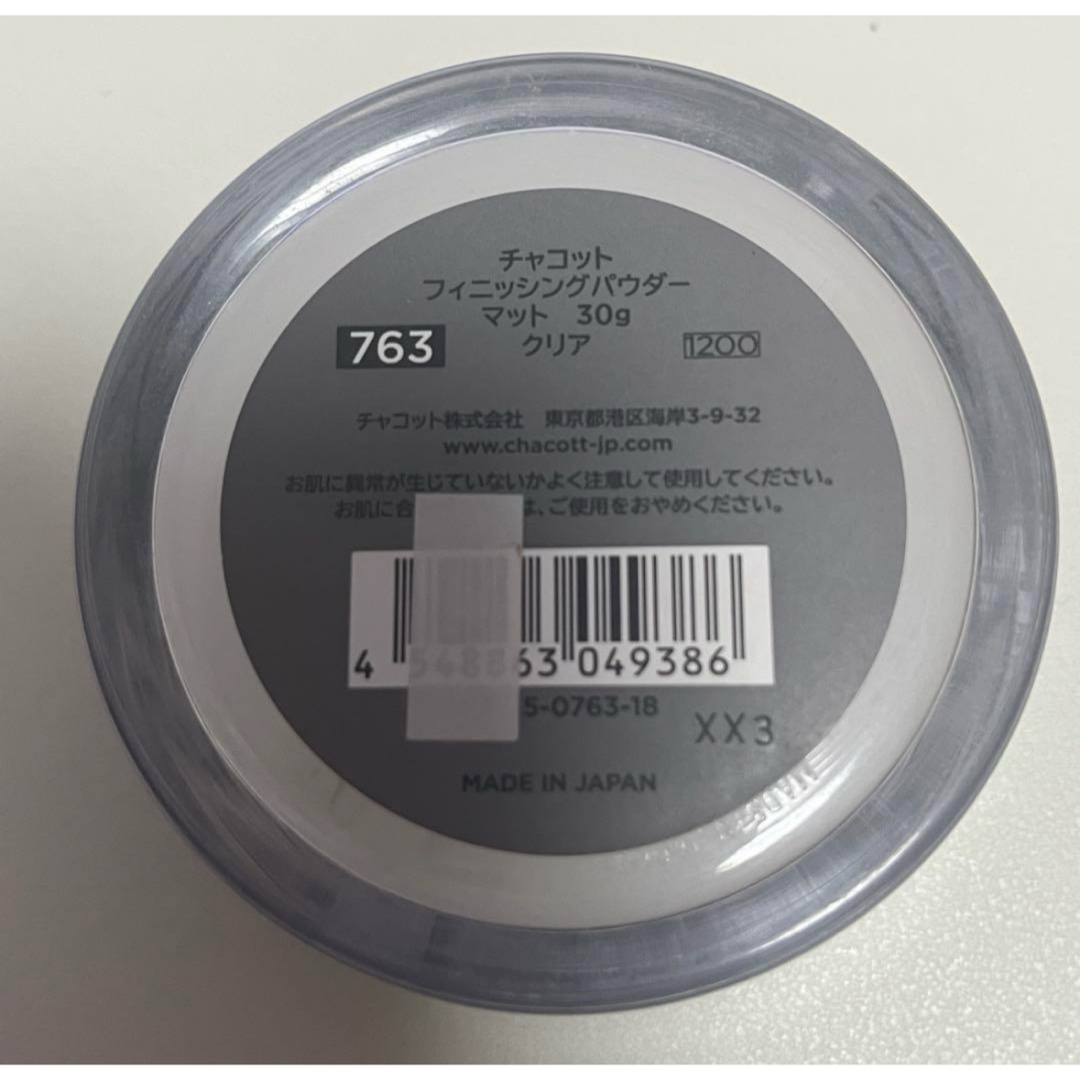 チャコット
フィニッシングパウダー
マット 30g
763 クリア 1200
チャコット株式会社 東京都港区海岸3-9-32
www.chacott-jp.com
お肌に異常が生じていないかよく注意して使用してください。
お肌に合 は、ご使用をおやめください。
4 548863 049386
5-0763-18
XX3
MADE IN JAPAN
MADE